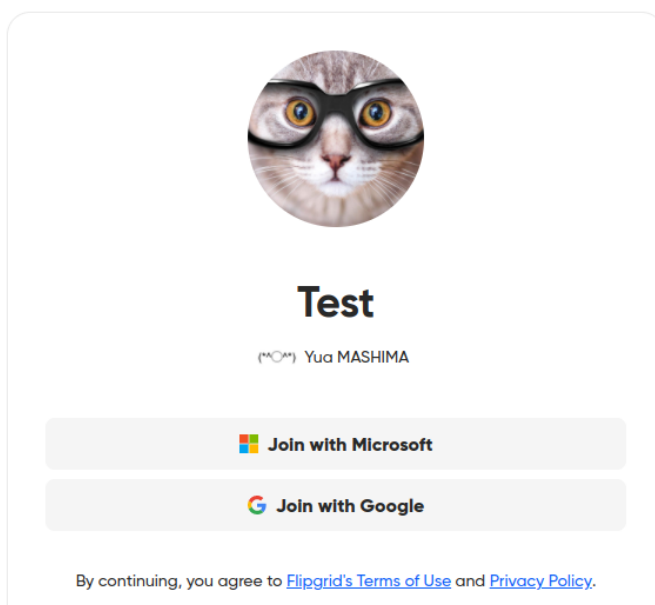 Test
(*^◯^*) Yua MASHIMA
Join with Microsoft
Join with Google
By continuing, you agree to Flipgrid's Terms of Use and Privacy Policy.